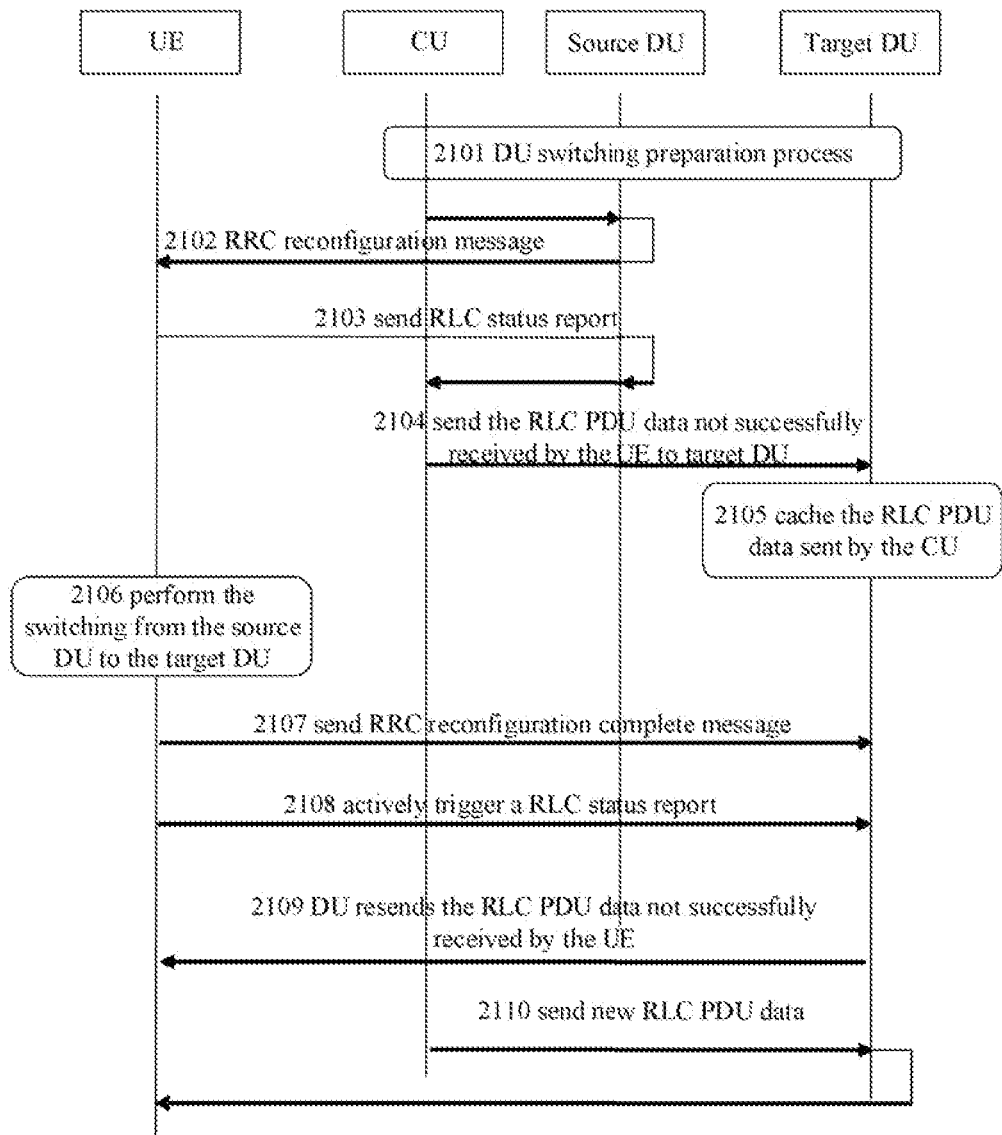 UE
CU
Source DU
Target DU
2101 DU switching preparation process
2102 RRC reconfiguration message
2103 send RLC status report
2104 send the RLC PDU data not successfully
received by the UE to target DU
2105 cache the RLC PDU
data sent by the CU
2106 perform the
switching from the source
DU to the target DU
2107 send RRC reconfiguration complete message
2108 actively trigger a RLC status report
2109 DU resends the RLC PDU data not successfully
received by the UE
2110 send new RLC PDU data